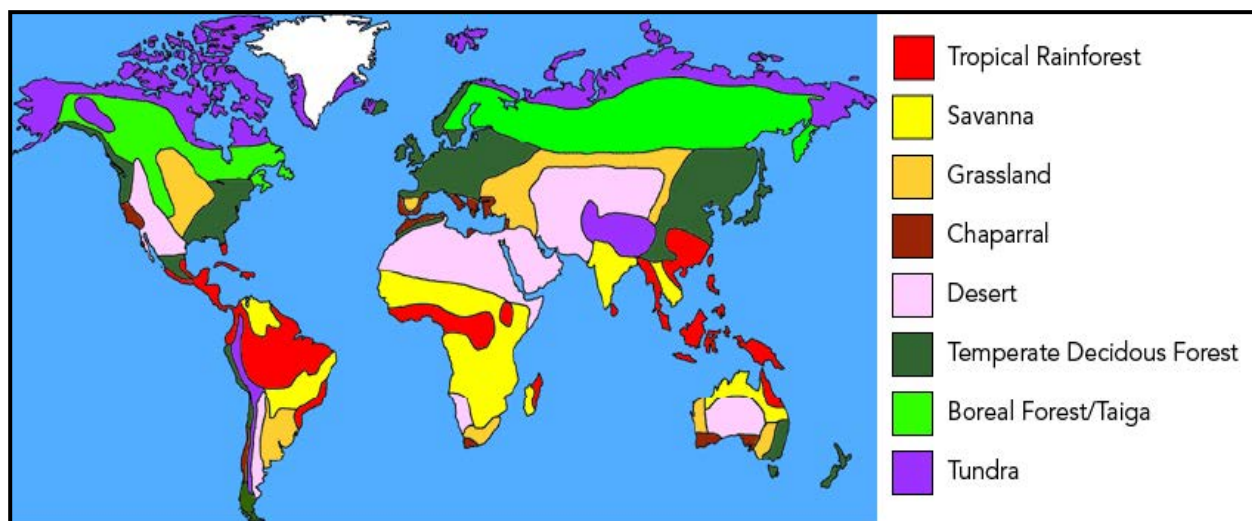 Tropical Rainforest
Savanna
Grassland
Chaparral
Desert
Temperate Decidous Forest
Boreal Forest/Taiga
Tundra